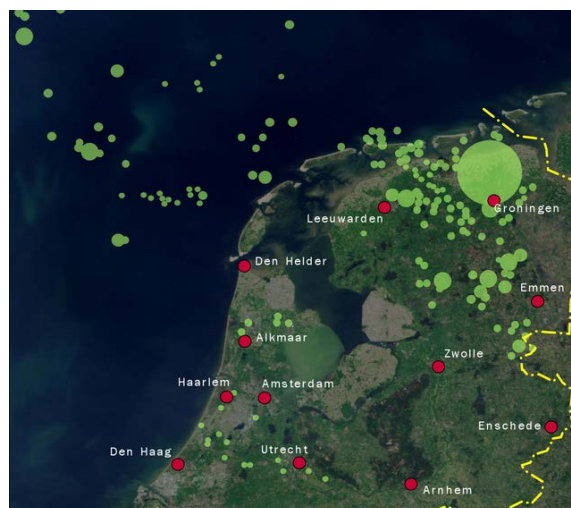 Leeuwarden
Groningen
Den Helder
Emmen
Alkmaar
Zwolle
Haarlem
Amsterdam
Enschede
Den Haag
Utrecht
Arnhem